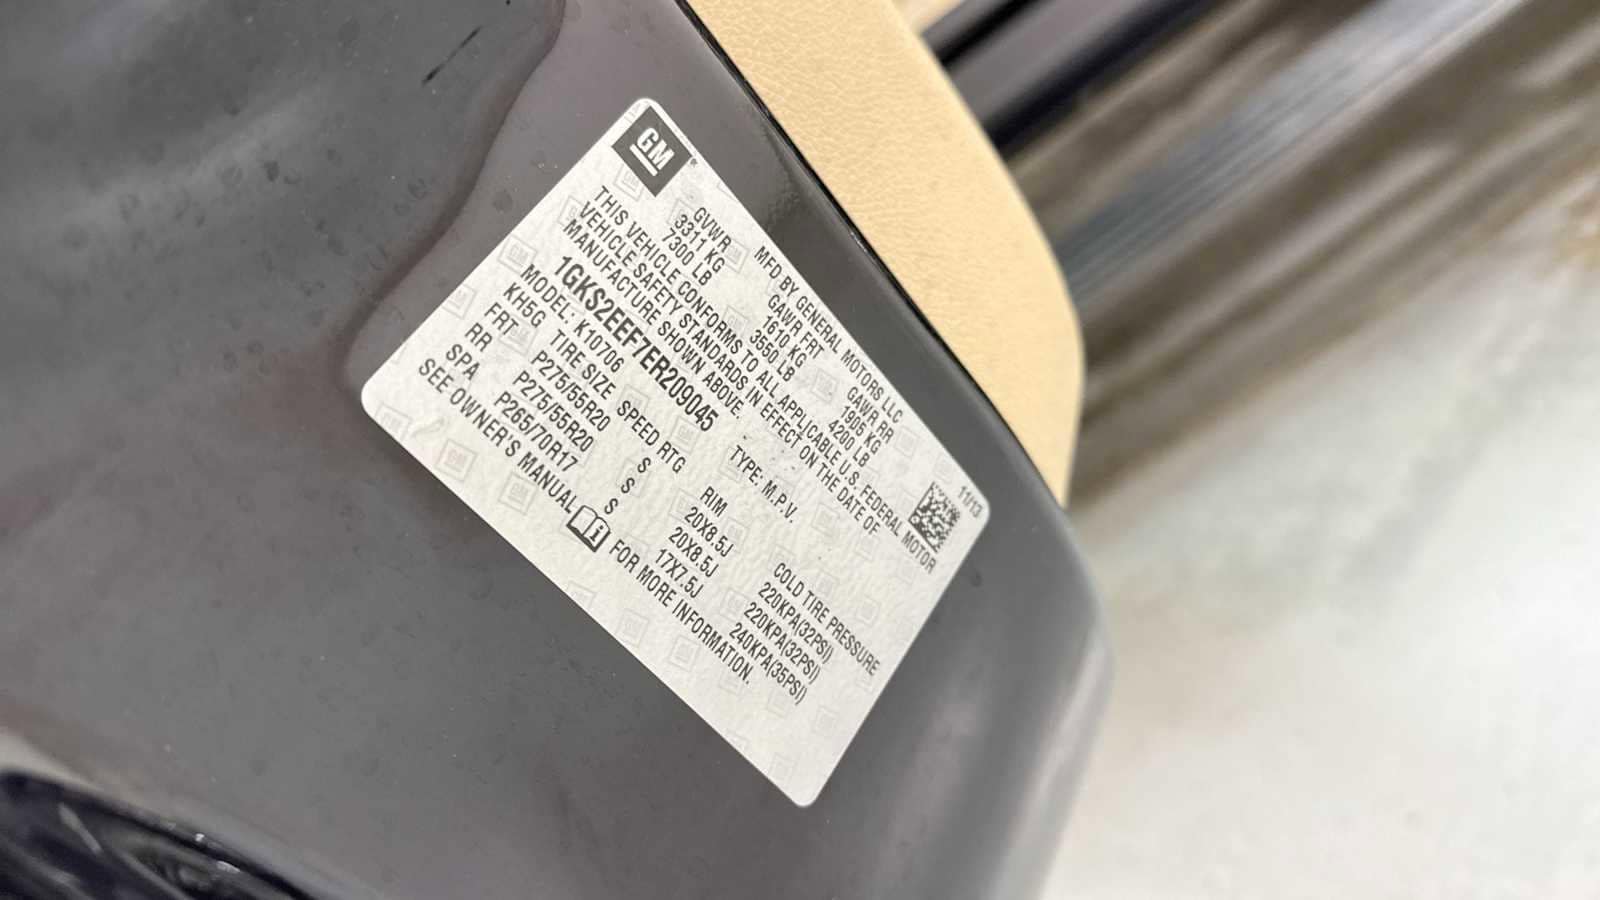 GM
MFD BY GENERAL MOTORS LLC 11/13
GVWR GAWR FRT GAWR RR
3311 KG 1610 KG 1905 KG
7300 LB 3550 LB 4200 LB
THIS VEHICLE CONFORMS TO ALL APPLICABLE U.S. FEDERAL MOTOR
VEHICLE SAFETY STANDARDS IN EFFECT ON THE DATE OF
MANUFACTURE SHOWN ABOVE.
1GKS2EEF7ER209045 TYPE: M.P.V.
MODEL: K10706
KH5G TIRE SIZE SPEED RTG RIM COLD TIRE PRESSURE
FRT P275/55R20 S 20X8.5J 220KPA(32PSI)
RR P275/55R20 S 20X8.5J 220KPA(32PSI)
SPA P265/70R17 S 17X7.5J 240KPA(35PSI)
SEE OWNER'S MANUAL FOR MORE INFORMATION.